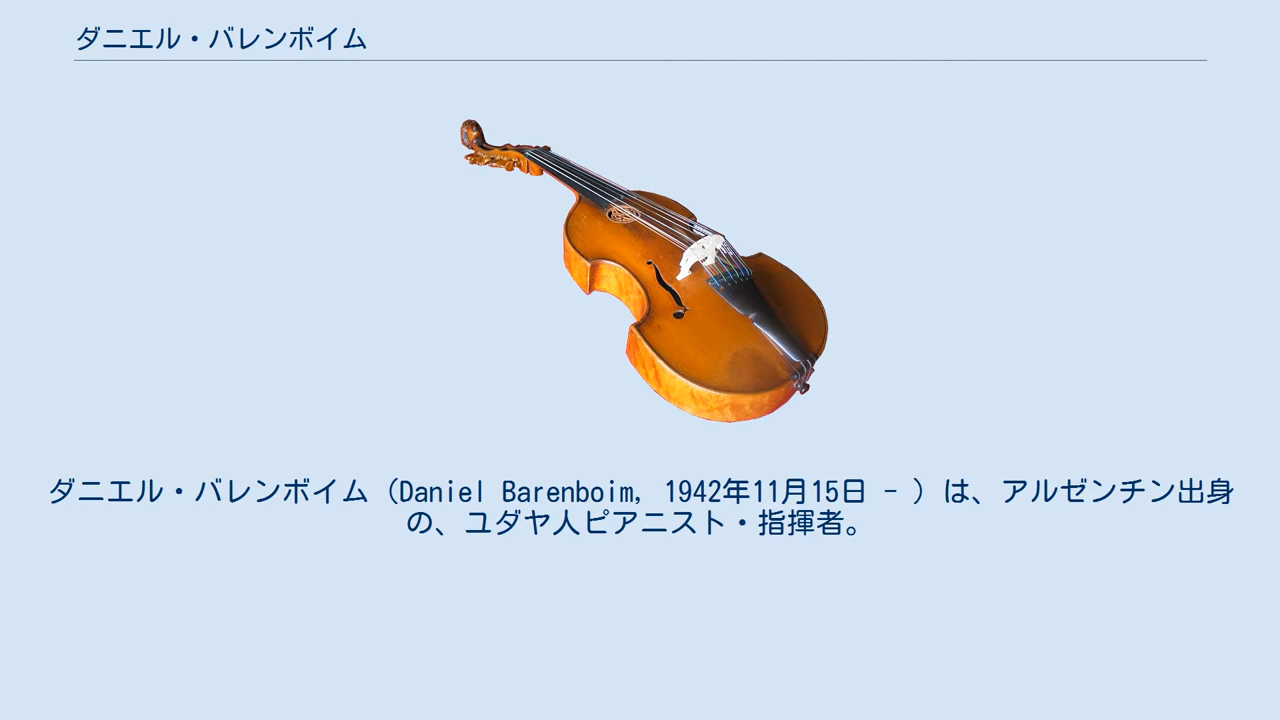 ダニエル・バレンボイム
ダニエル・バレンボイム（Daniel Barenboim, 1942年11月15日 - ）は、アルゼンチン出身
の、ユダヤ人ピアニスト・指揮者。